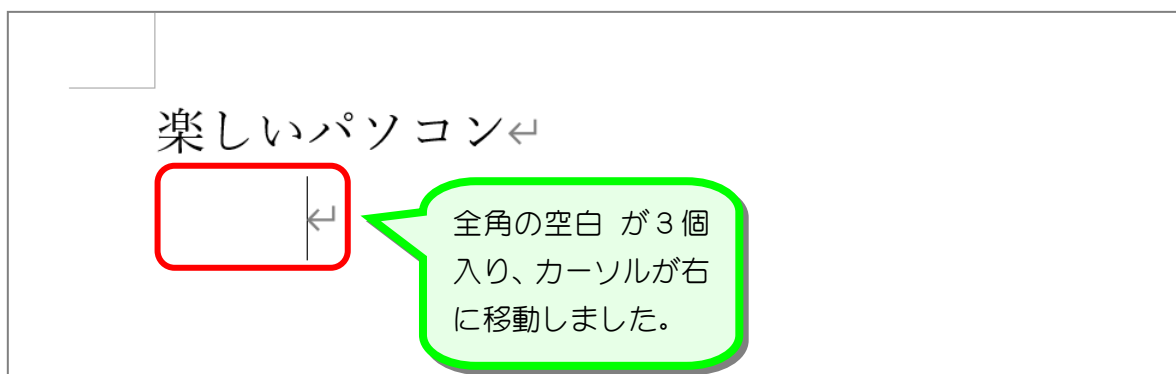 楽しいパソコン↵
↵
全角の空白 が３個
入り、カーソルが右
に移動しました。